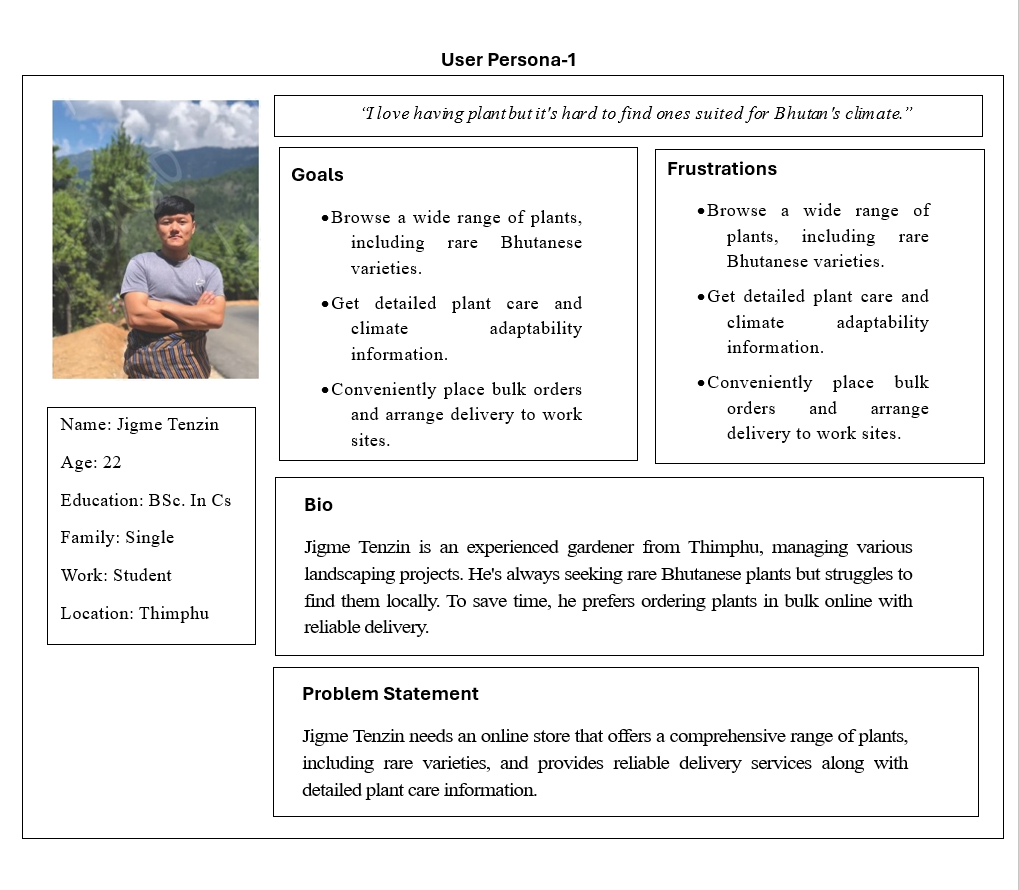 User Persona-1
“I love having plant but it's hard to find ones suited for Bhutan's climate.”
Goals
•Browse a wide range of plants,
including rare Bhutanese
varieties.
•Get detailed plant care and
climate adaptability
information.
•Conveniently place bulk orders
and arrange delivery to work
sites.
Frustrations
•Browse a wide range of
plants, including rare
Bhutanese varieties.
•Get detailed plant care and
climate adaptability
information.
•Conveniently place bulk
orders and arrange
delivery to work sites.
Name: Jigme Tenzin
Age: 22
Education: BSc. In Cs
Family: Single
Work: Student
Location: Thimphu
Bio
Jigme Tenzin is an experienced gardener from Thimphu, managing various
landscaping projects. He's always seeking rare Bhutanese plants but struggles to
find them locally. To save time, he prefers ordering plants in bulk online with
reliable delivery.
Problem Statement
Jigme Tenzin needs an online store that offers a comprehensive range of plants,
including rare varieties, and provides reliable delivery services along with
detailed plant care information.